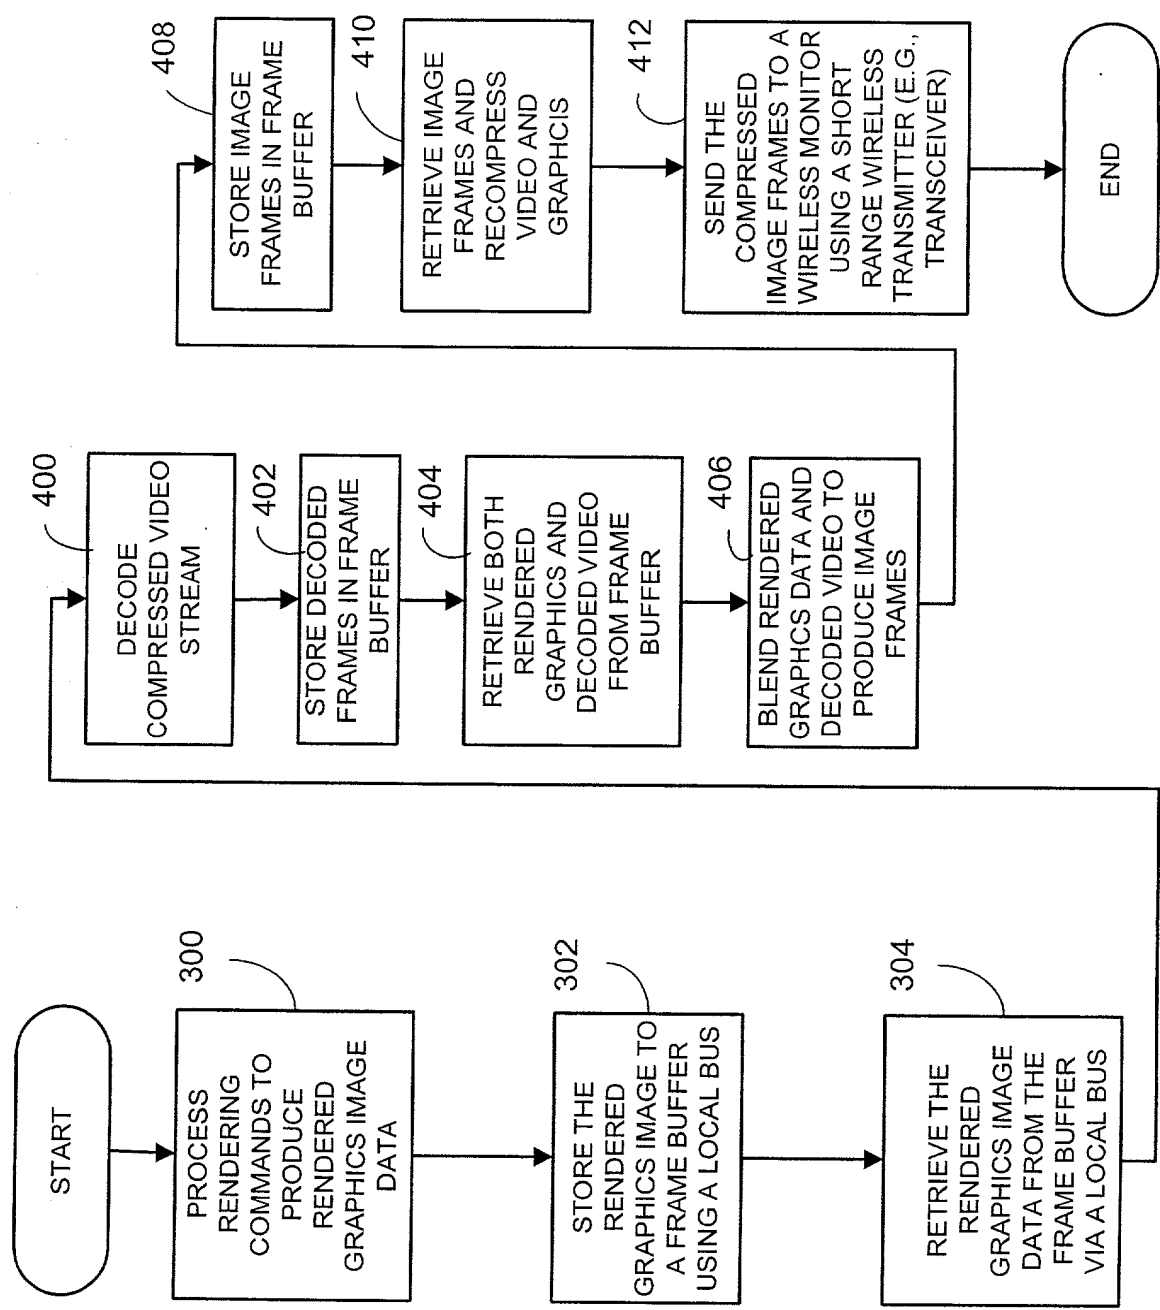 START
300
PROCESS
RENDERING
COMMANDS TO
PRODUCE
RENDERED
GRAPHICS IMAGE
DATA
302
STORE THE
RENDERED
GRAPHICS IMAGE TO
A FRAME BUFFER
USING A LOCAL BUS
304
RETRIEVE THE
RENDERED
GRAPHICS IMAGE
DATA FROM THE
FRAME BUFFER
VIA A LOCAL BUS
400
DECODE
COMPRESSED VIDEO
STREAM
402
STORE DECODED
FRAMES IN FRAME
BUFFER
404
RETRIEVE BOTH
RENDERED
GRAPHICS AND
DECODED VIDEO
FROM FRAME
BUFFER
406
BLEND RENDERED
GRAPHCS DATA AND
DECODED VIDEO TO
PRODUCE IMAGE
FRAMES
408
STORE IMAGE
FRAMES IN FRAME
BUFFER
410
RETRIEVE IMAGE
FRAMES AND
RECOMPRESS
VIDEO AND
GRAPHCIS
412
SEND THE
COMPRESSED
IMAGE FRAMES TO A
WIRELESS MONITOR
USING A SHORT
RANGE WIRELESS
TRANSMITTER (E.G.,
TRANSCEIVER)
END